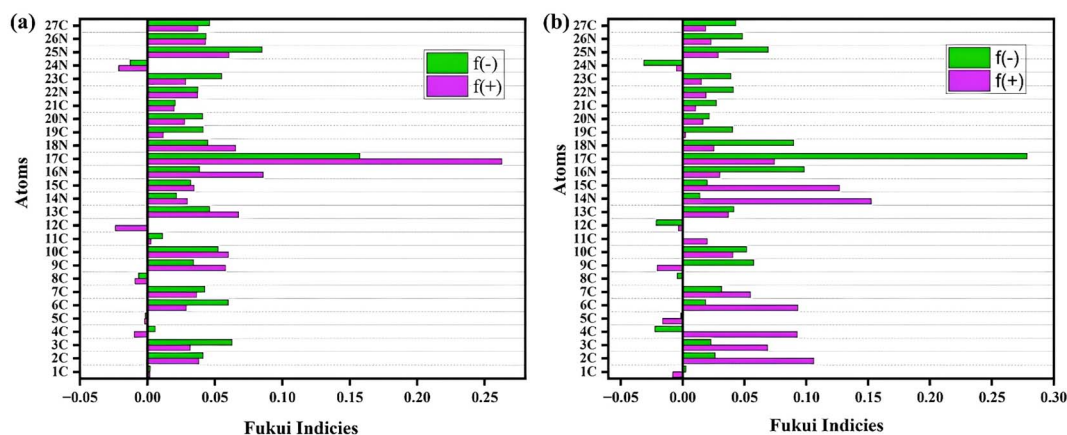 (a)
Atoms
27C
26N
25N
24N
23C
22N
21C
20N
19C
18N
17C
16N
15C
14N
13C
12C
11C
10C
9C
8C
7C
6C
5C
4C
3C
2C
1C
f(-)
f(+)
−0.05 0.00 0.05 0.10 0.15 0.20 0.25
Fukui Indicies
(b)
Atoms
27C
26N
25N
24N
23C
22N
21C
20N
19C
18N
17C
16N
15C
14N
13C
12C
11C
10C
9C
8C
7C
6C
5C
4C
3C
2C
1C
f(-)
f(+)
−0.05 0.00 0.05 0.10 0.15 0.20 0.25 0.30
Fukui Indicies